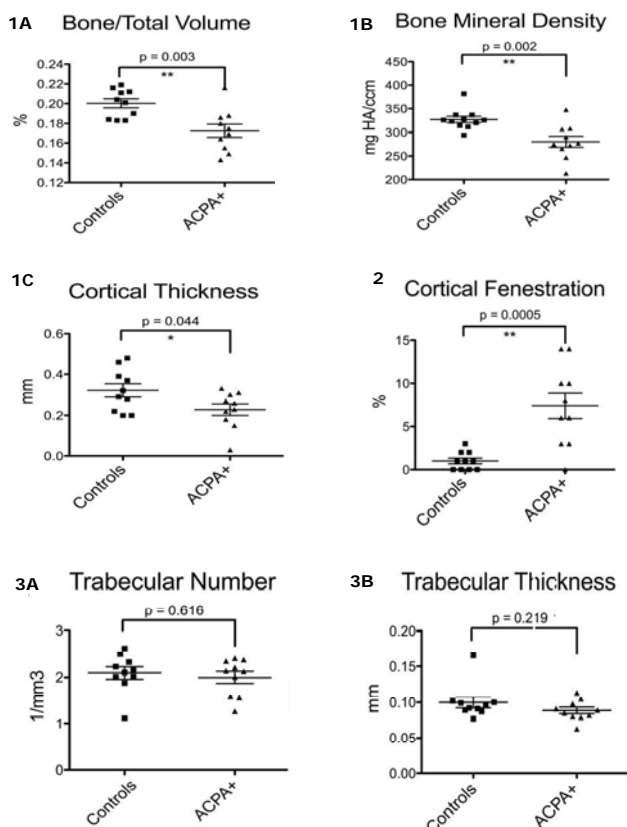 1A Bone/Total Volume
p = 0.003
**
%
0.24
0.20
0.18
0.16
0.14
0.12
Controls
ACPA+
1B Bone Mineral Density
p = 0.002
**
mg HA/ccm
450
400
350
300
250
200
Controls
ACPA+
1C Cortical Thickness
p = 0.044
*
mm
0.6
0.4
0.2
0.0
Controls
ACPA+
2 Cortical Fenestration
p = 0.0005
**
%
15
10
5
0
Controls
ACPA+
3A Trabecular Number
p = 0.616
1/mm3
3
2
1
0
Controls
ACPA+
3B Trabecular Thickness
p = 0.219
mm
0.20
0.15
0.10
0.05
0.00
Controls
ACPA+